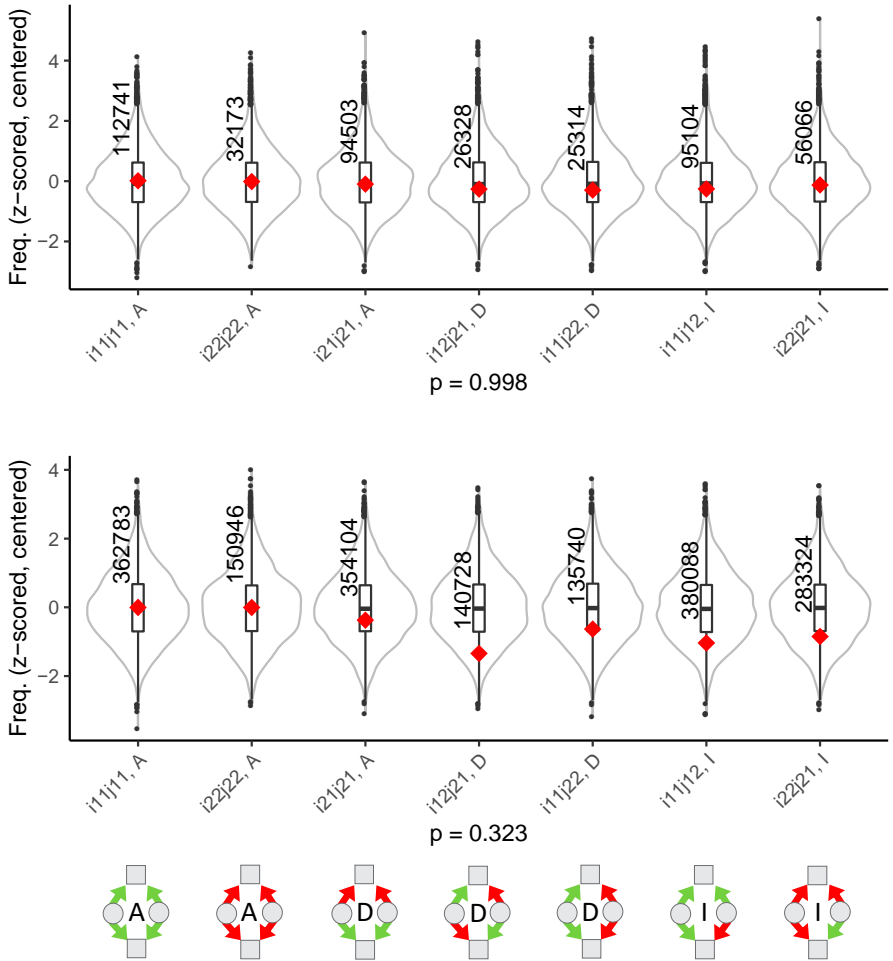 Freq. (z−scored, centered)
4
2
0
−2
112741
32173
94503
26328
25314
95104
56066
i11j11, A
i22j22, A
i21j21, A
i12j21, D
i11j22, D
i11j12, I
i22j21, I
p = 0.998
Freq. (z−scored, centered)
4
2
0
−2
362783
150946
354104
140728
135740
380088
283324
i11j11, A
i22j22, A
i21j21, A
i12j21, D
i11j22, D
i11j12, I
i22j21, I
p = 0.323
A
A
D
D
D
I
I